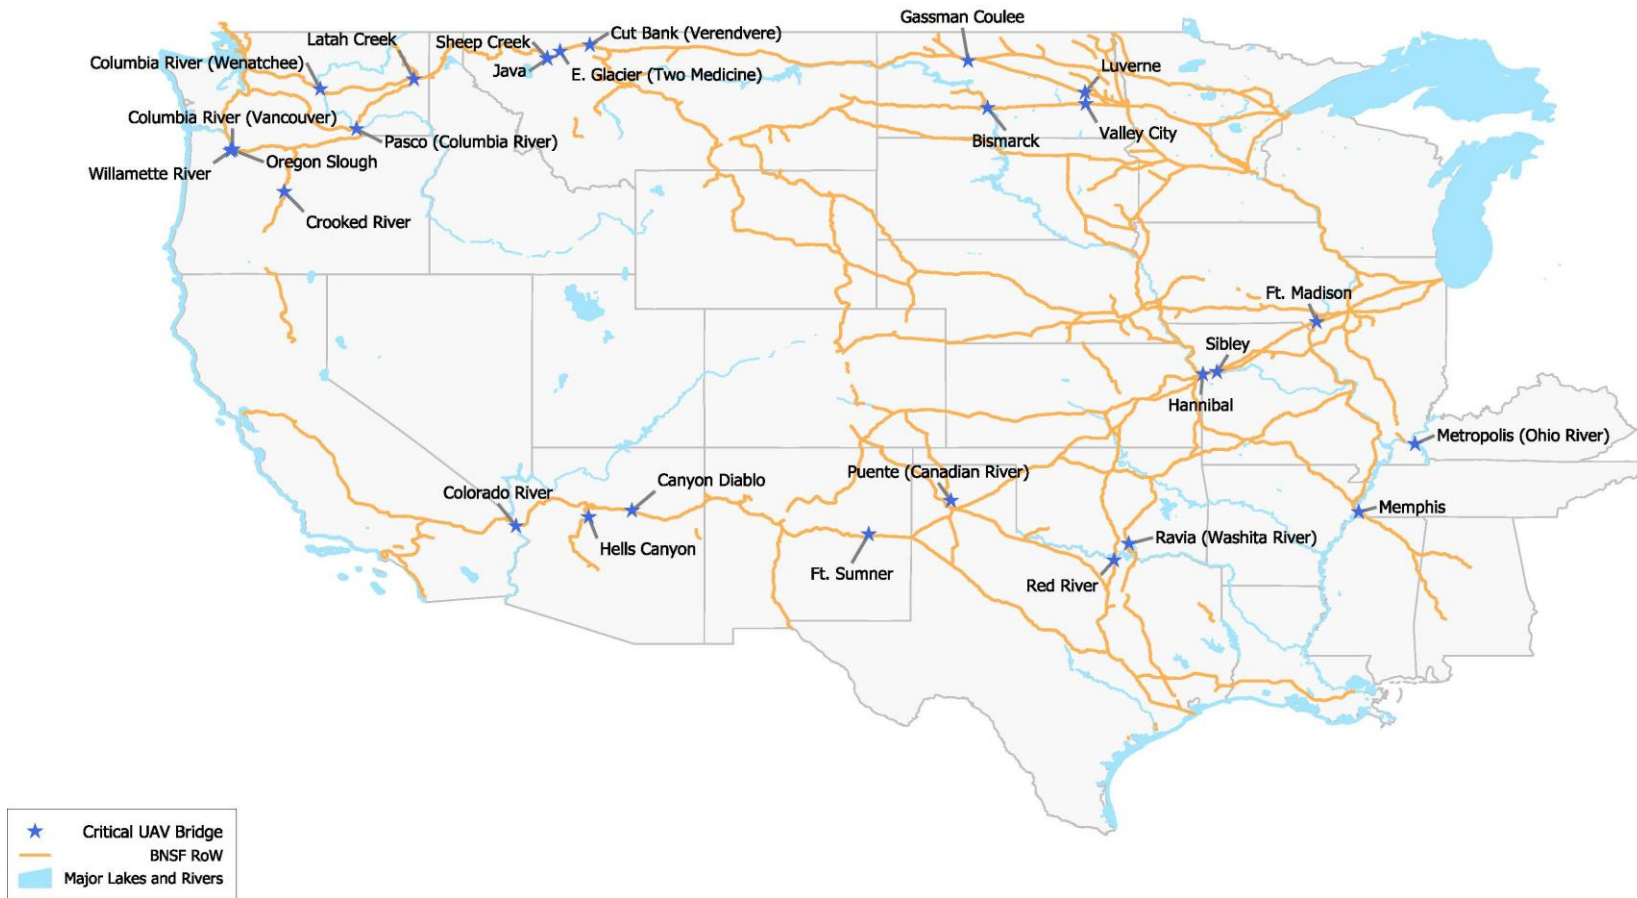 Gassman Coulee
Cut Bank (Verendvere)
Latah Creek
Sheep Creek
Columbia River (Wenatchee)
Java
E. Glacier (Two Medicine)
Luverne
Columbia River (Vancouver)
Valley City
Pasco (Columbia River)
Bismarck
Oregon Slough
Willamette River
Crooked River
Ft. Madison
Sibley
Hannibal
Metropolis (Ohio River)
Puente (Canadian River)
Canyon Diablo
Colorado River
Memphis
Ravia (Washita River)
Hells Canyon
Ft. Sumner
Red River
Critical UAV Bridge
BNSF RoW
Major Lakes and Rivers